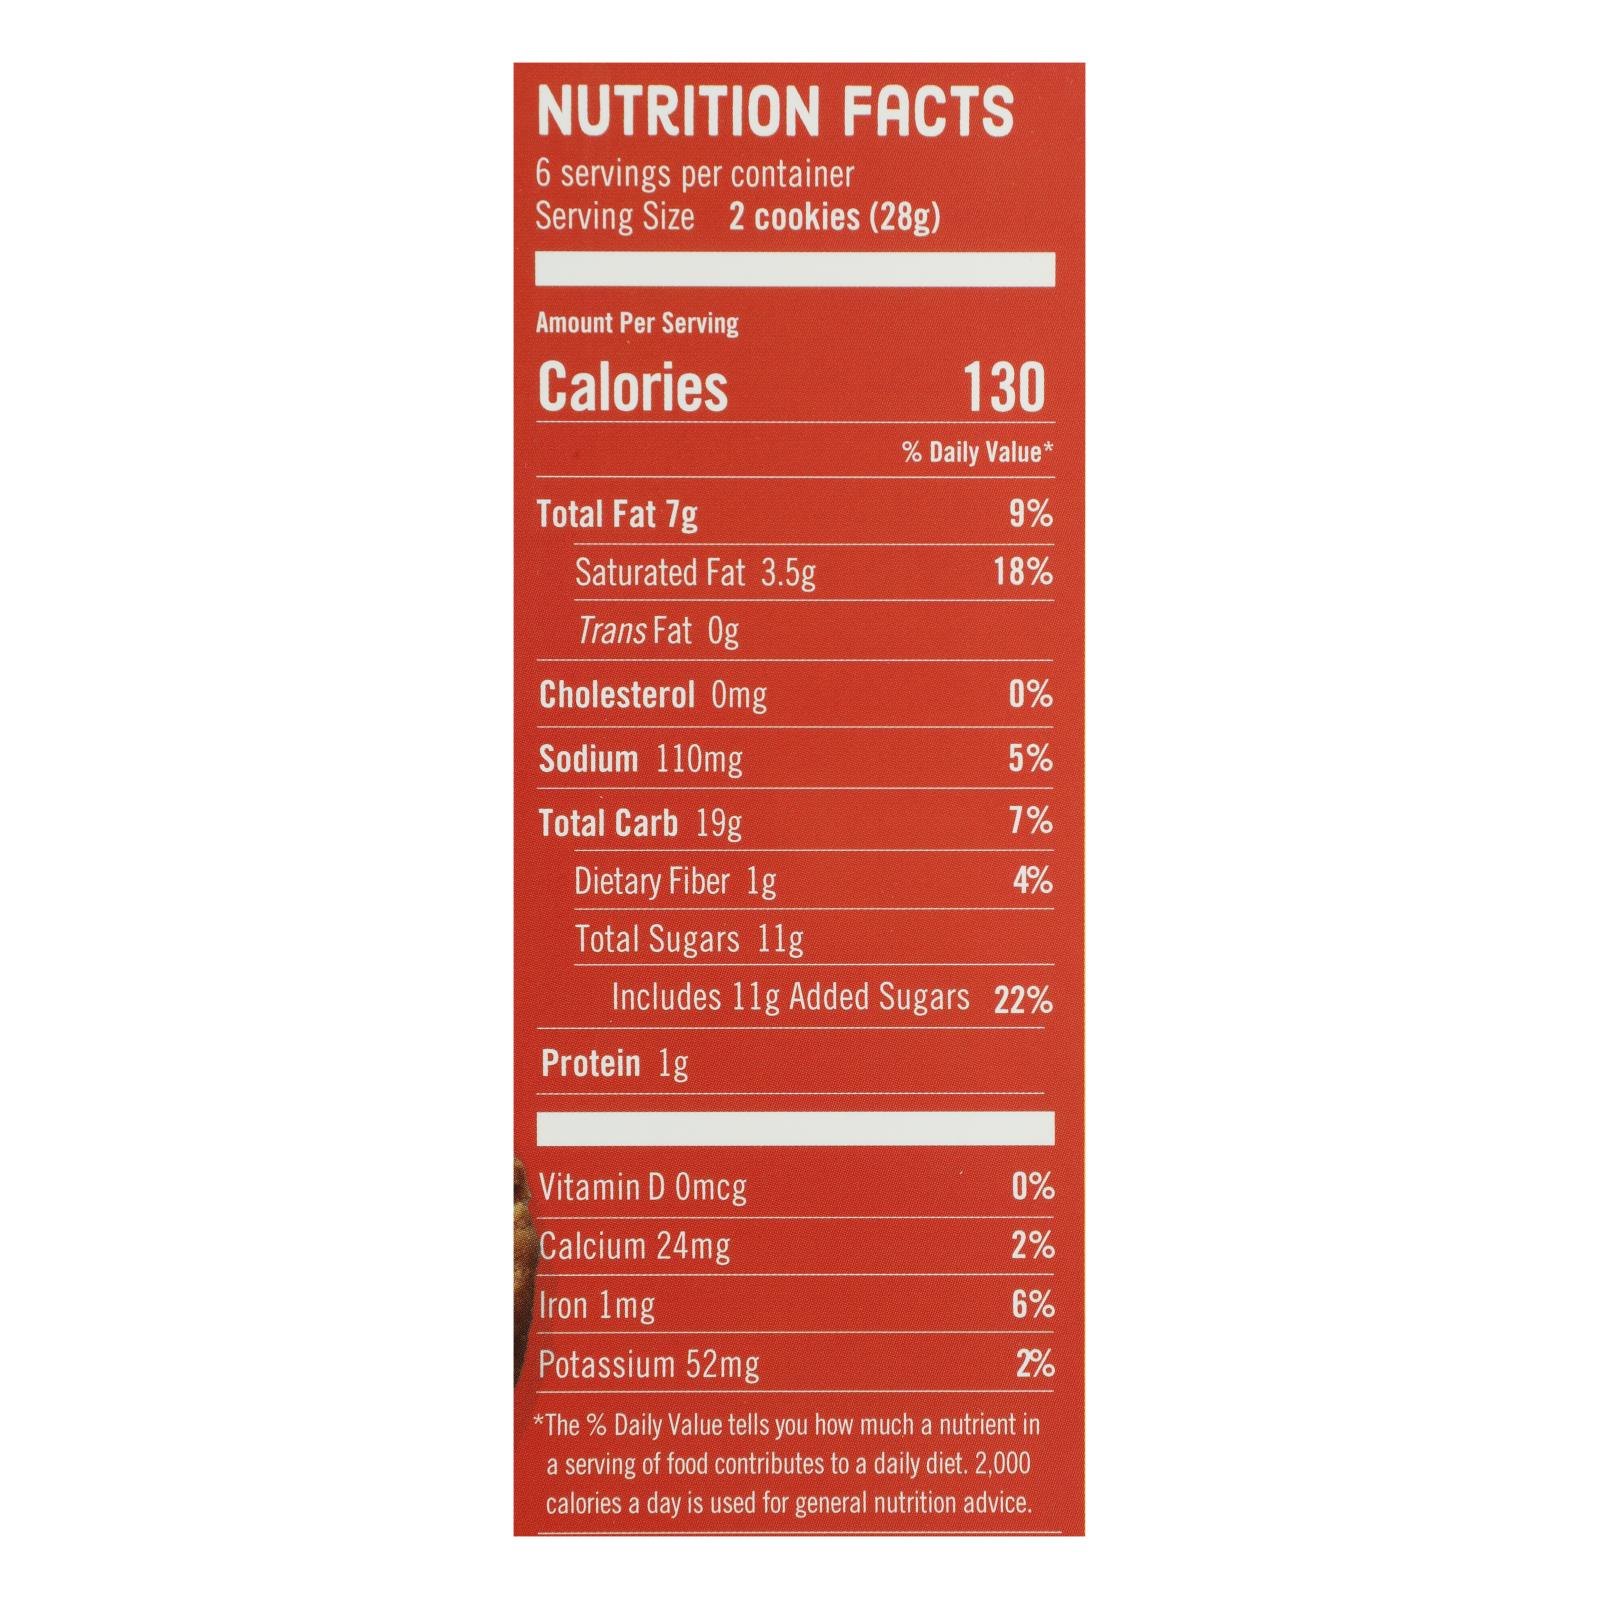 NUTRITION FACTS
6 servings per container
Serving Size 2 cookies (28g)
Amount Per Serving
Calories 130
% Daily Value*
Total Fat 7g 9%
Saturated Fat 3.5g 18%
Trans Fat 0g
Cholesterol 0mg 0%
Sodium 110mg 5%
Total Carb 19g 7%
Dietary Fiber 1g 4%
Total Sugars 11g
Includes 11g Added Sugars 22%
Protein 1g
Vitamin D 0mcg 0%
Calcium 24mg 2%
Iron 1mg 6%
Potassium 52mg 2%
*The % Daily Value tells you how much a nutrient in
a serving of food contributes to a daily diet. 2,000
calories a day is used for general nutrition advice.